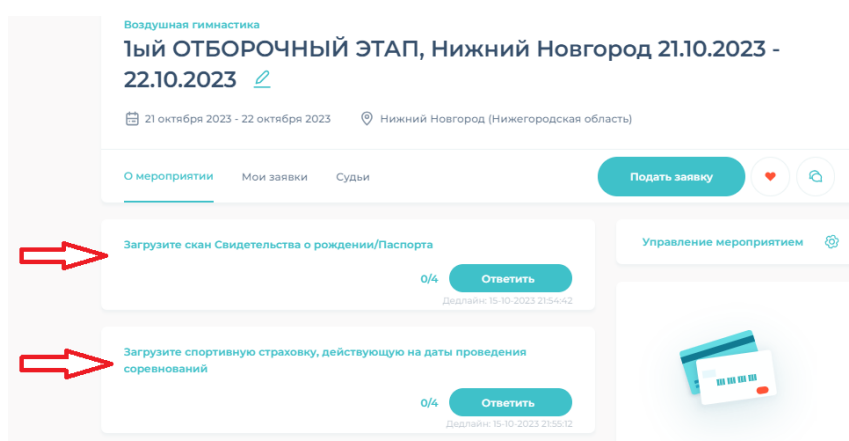 Воздушная гимнастика
1ый ОТБОРОЧНЫЙ ЭТАП, Нижний Новгород 21.10.2023 -
22.10.2023
21 октября 2023 - 22 октября 2023 Нижний Новгород (Нижегородская область)
О мероприятии Мои заявки Судьи Подать заявку
Загрузите скан Свидетельства о рождении/Паспорта
Управление мероприятием
0/4 Ответить
Дедлайн: 15-10-2023 21:54:42
Загрузите спортивную страховку, действующую на даты проведения
соревнований
0/4 Ответить
Дедлайн: 15-10-2023 21:55:12